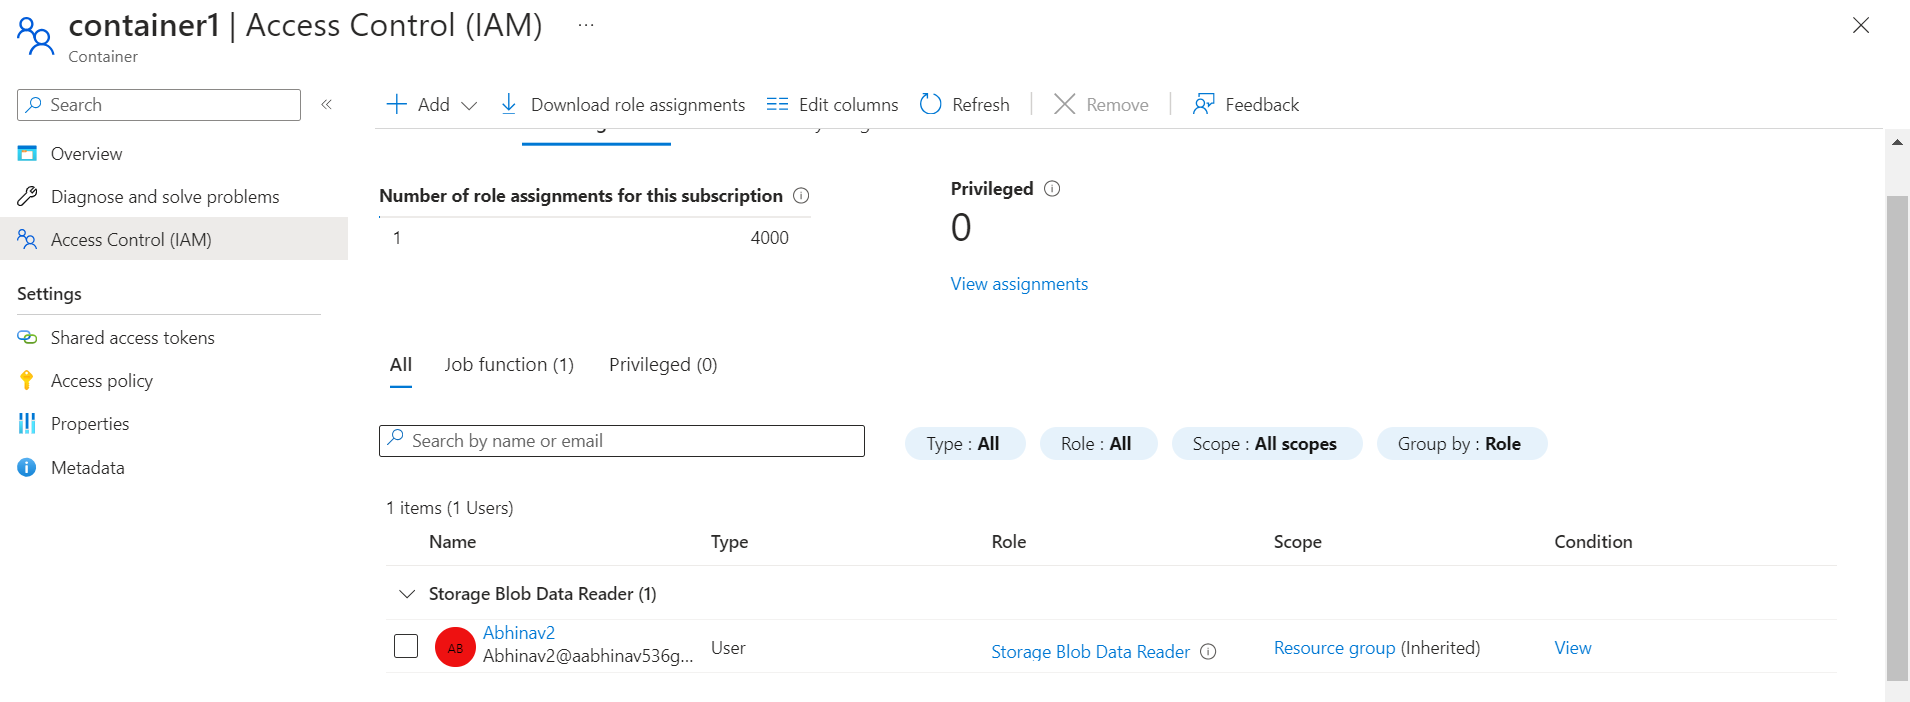 container1 | Access Control (IAM) ...
Container
Search
«
Add
Download role assignments
Edit columns
Refresh
Remove
Feedback
Overview
Diagnose and solve problems
Access Control (IAM)
Settings
Shared access tokens
Access policy
Properties
Metadata
Number of role assignments for this subscription
1 4000
Privileged
0
View assignments
All Job function (1) Privileged (0)
Search by name or email
Type : All Role : All Scope : All scopes Group by : Role
1 items (1 Users)
Name Type Role Scope Condition
Storage Blob Data Reader (1)
AB
Abhinav2
Abhinav2@aabhinav536g...
User
Storage Blob Data Reader
Resource group (Inherited)
View